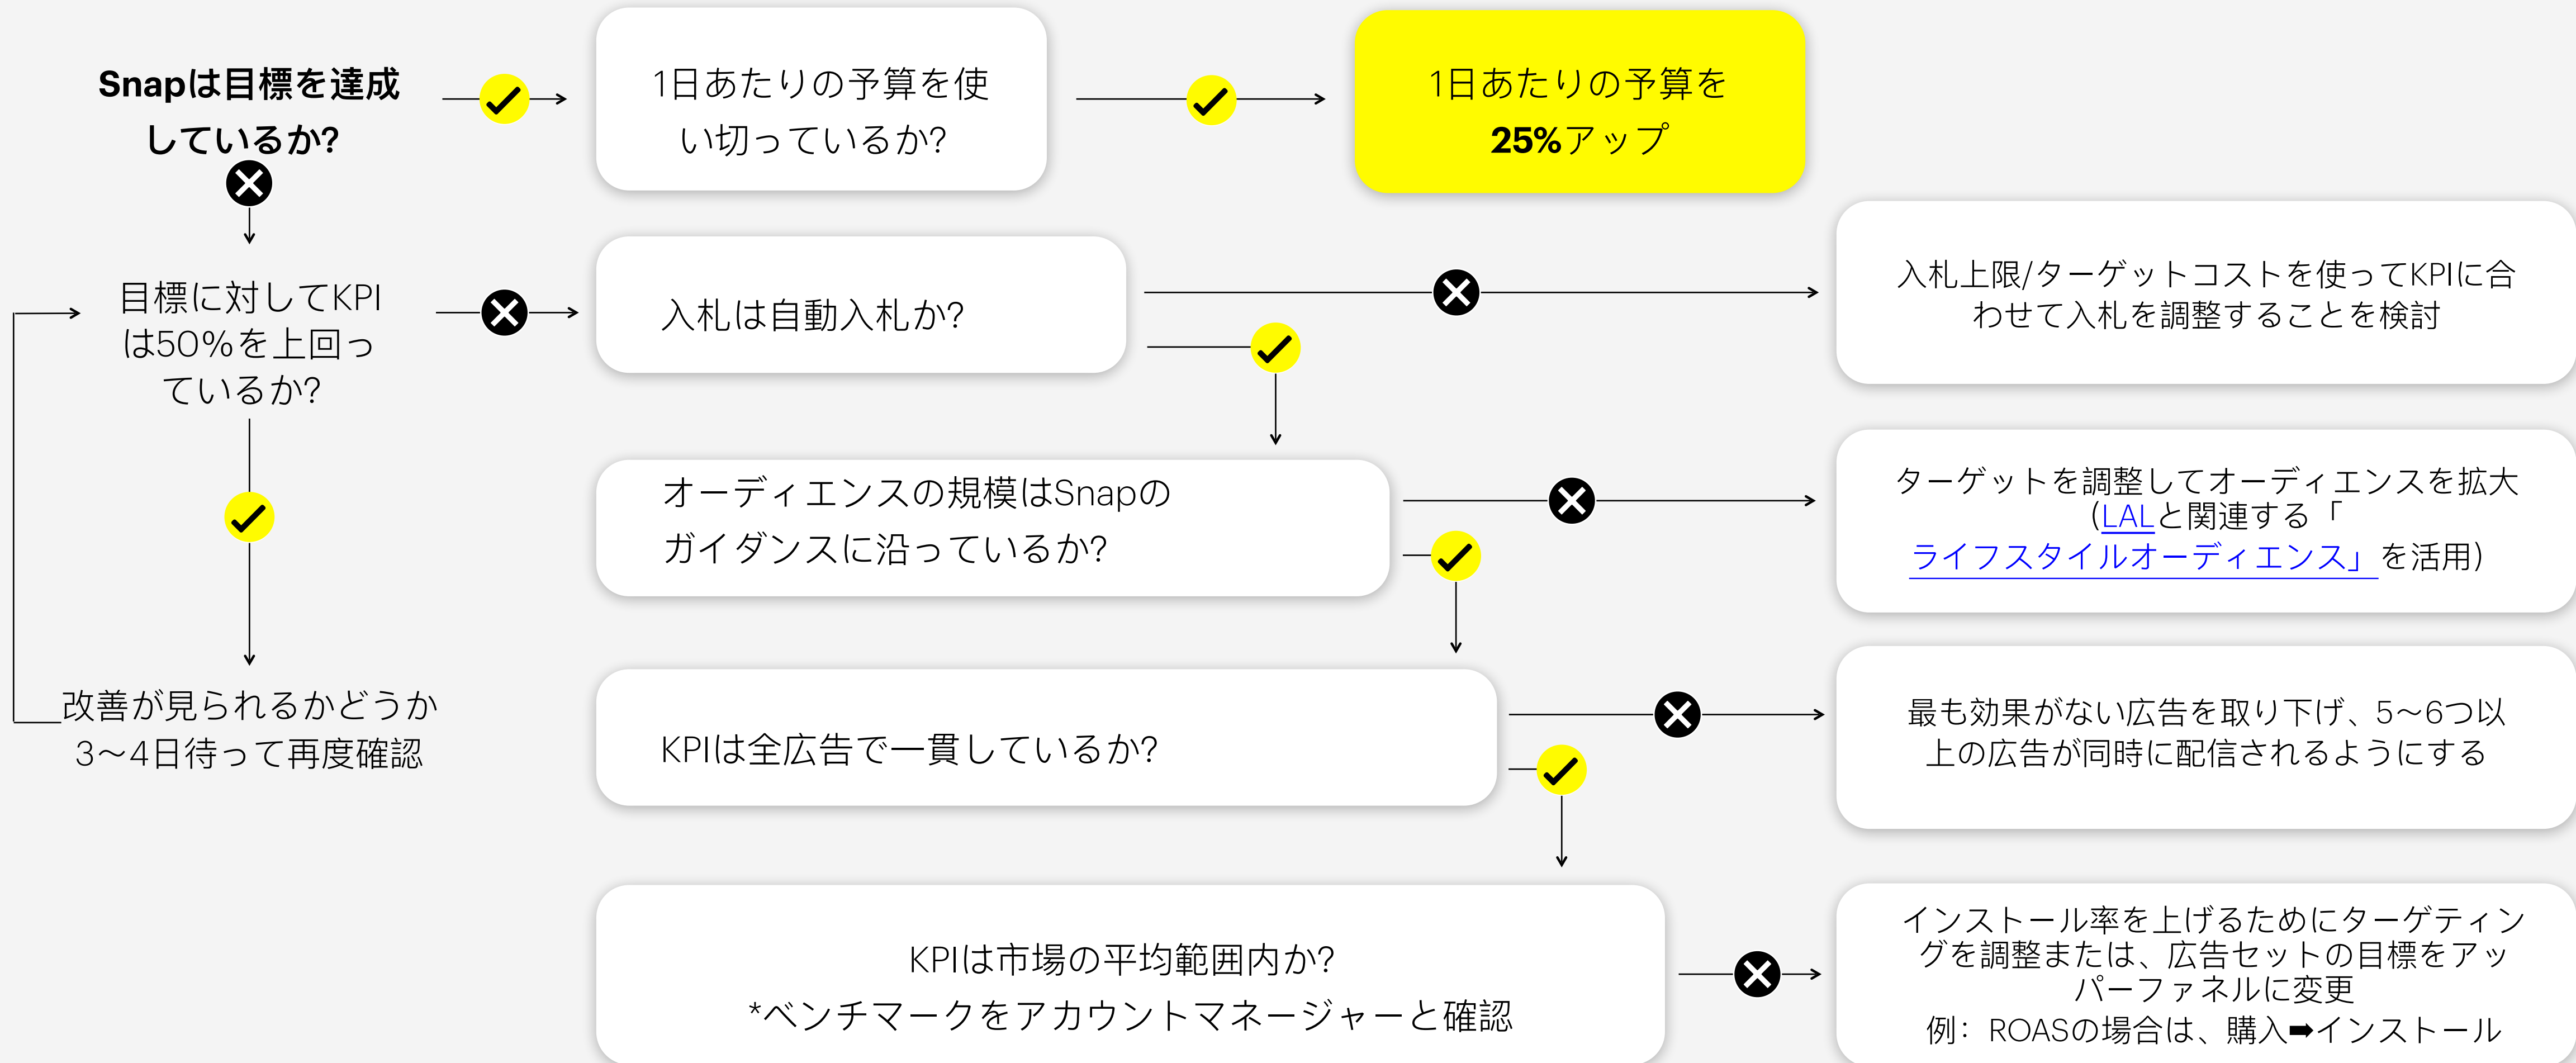 Snapは目標を達成
しているか?
1日あたりの予算を使
い切っているか?
1日あたりの予算を
25%アップ
目標に対してKPI
は50%を上回っ
ているか?
入札は自動入札か?
入札上限/ターゲットコストを使ってKPIに合
わせて入札を調整することを検討
オーディエンスの規模はSnapの
ガイダンスに沿っているか?
ターゲットを調整してオーディエンスを拡大
(LALと関連する「
ライフスタイルオーディエンス」を活用)
改善が見られるかどうか
3〜4日待って再度確認
KPIは全広告で一貫しているか?
最も効果がない広告を取り下げ、5〜6つ以
上の広告が同時に配信されるようにする
KPIは市場の平均範囲内か?
*ベンチマークをアカウントマネージャーと確認
インストール率を上げるためにターゲティン
グを調整または、広告セットの目標をアッ
パーファネルに変更
例：ROASの場合は、購入➡インストール